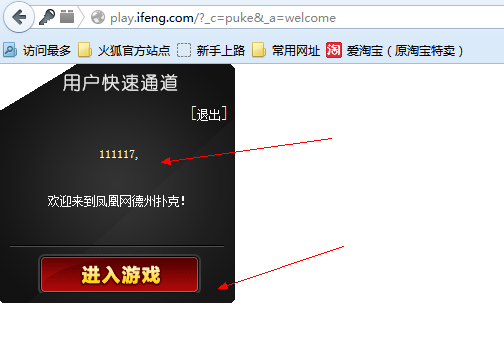 play.ifeng.com/?_c=puke&_a=welcome
访问最多 火狐官方站点 新手上路 常用网址 淘 爱淘宝（原淘宝特卖）
用户快速通道
[退出]
111117,
欢迎来到凤凰网德州扑克!
进入游戏